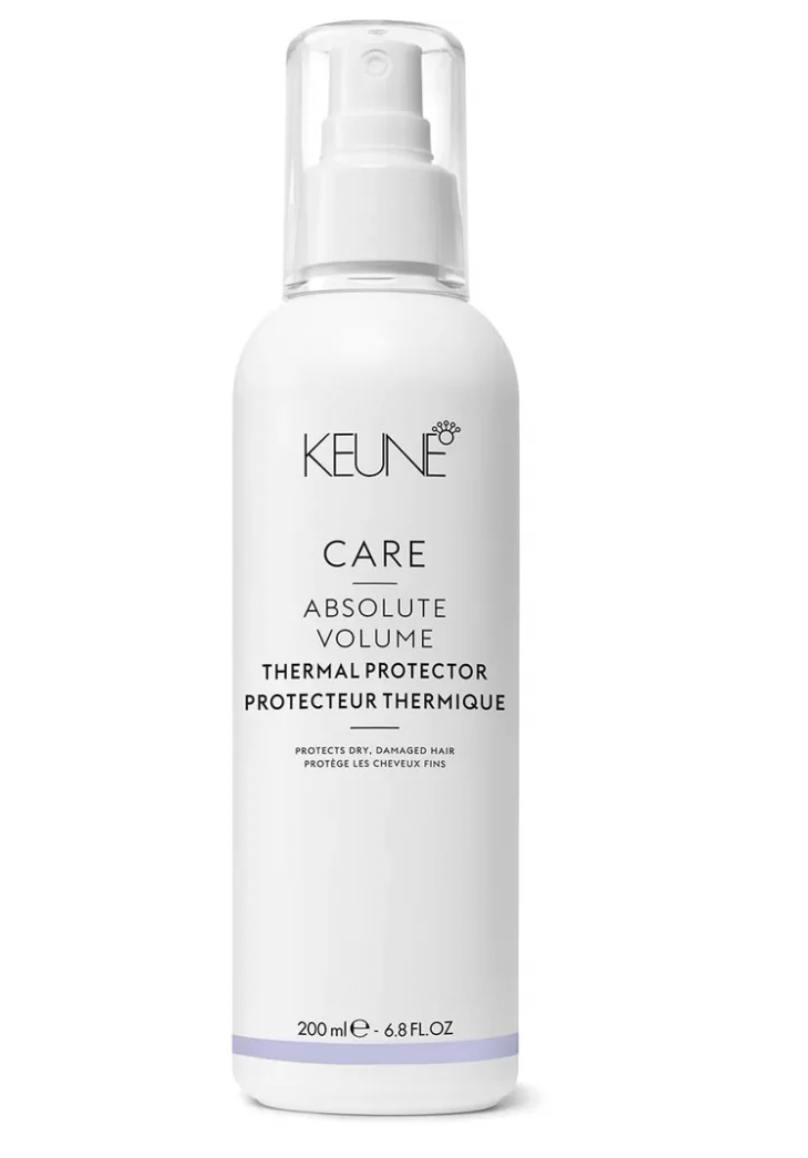 KEUNE
CARE
ABSOLUTE
VOLUME
THERMAL PROTECTOR
PROTECTEUR THERMIQUE
PROTECTS DRY, DAMAGED HAIR
PROTÈGE LES CHEVEUX FINS
200 ml ℮ - 6.8 FL.OZ